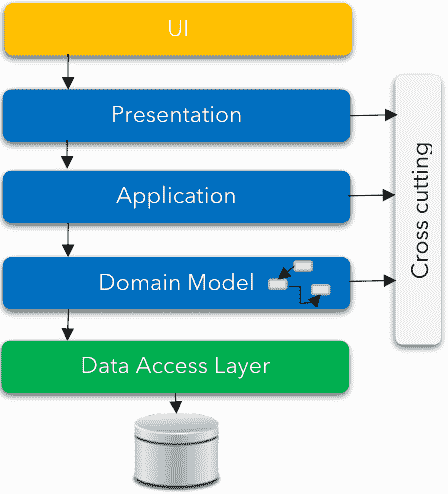 UI
Presentation
Application
Domain Model
Data Access Layer
Cross cutting